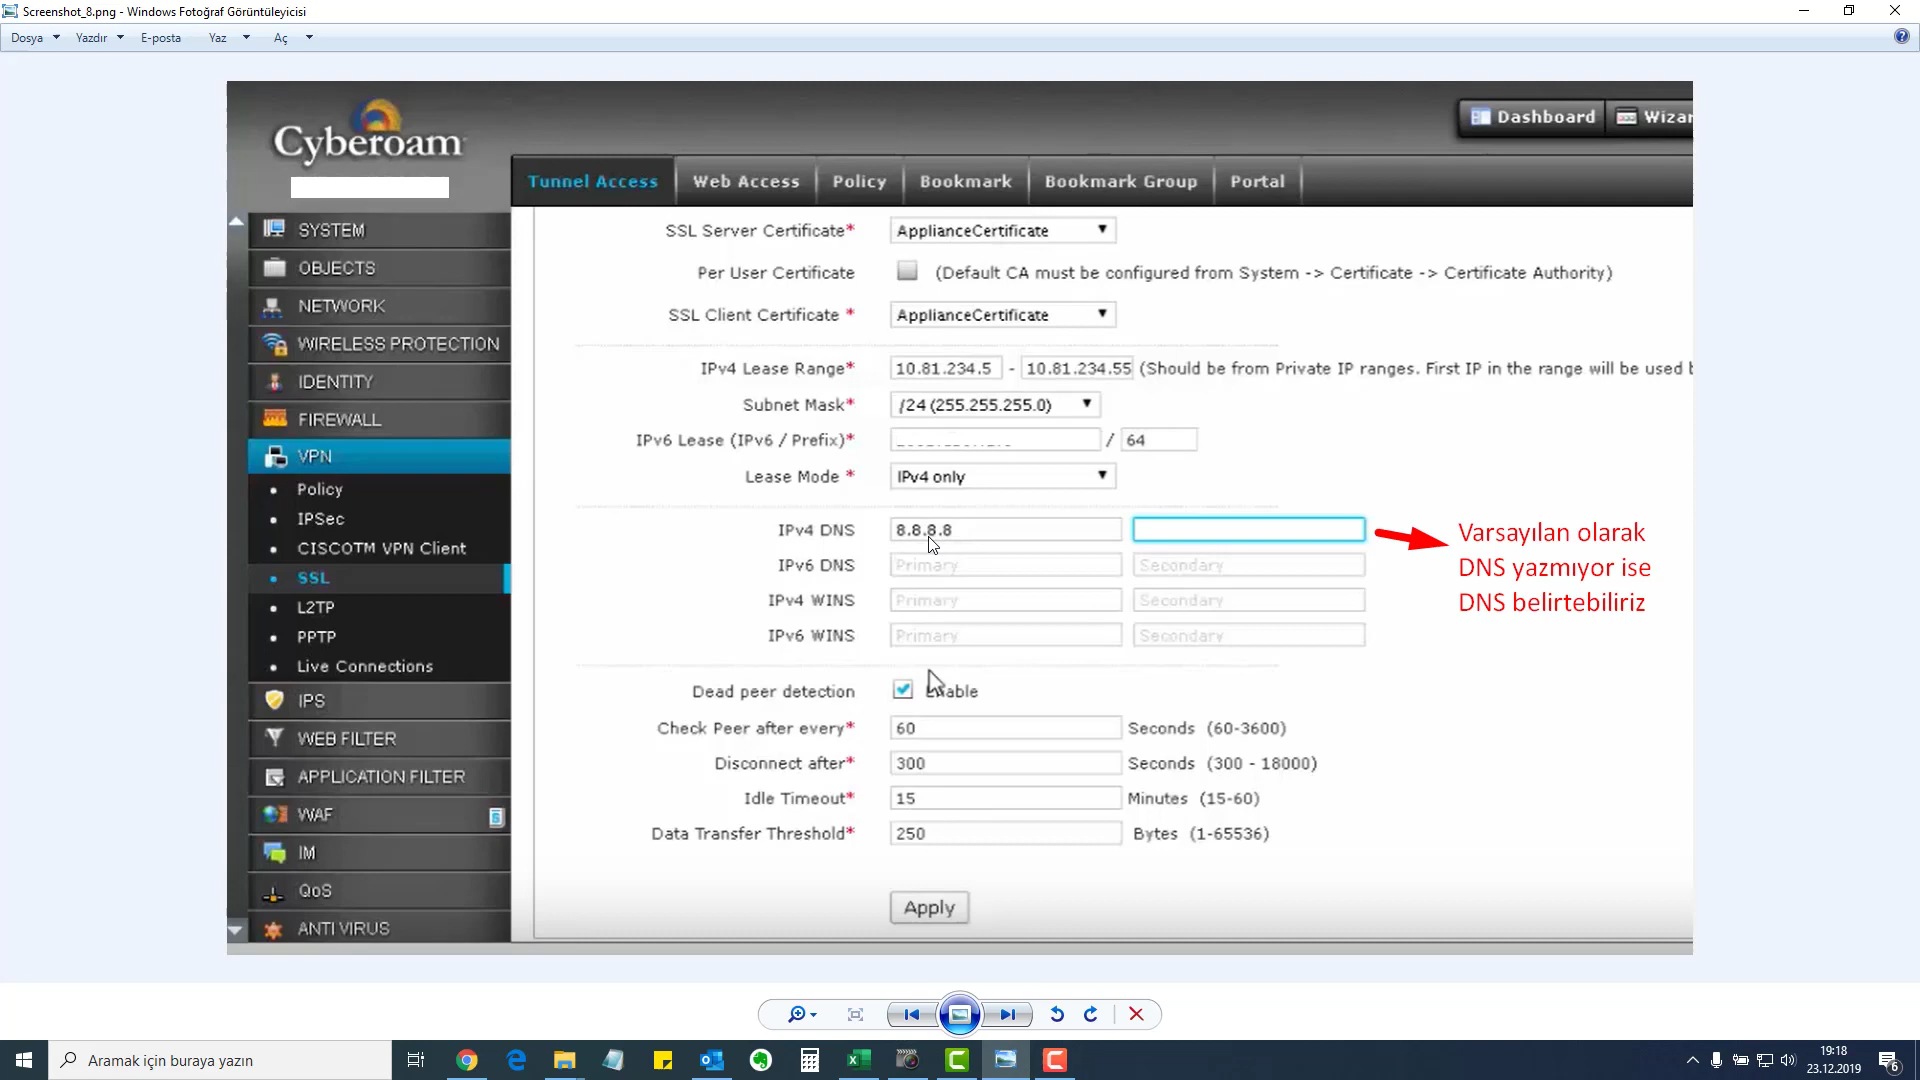 Screenshot_8.png - Windows Fotoğraf Görüntüleyicisi
Dosya Yazdır E-posta Yaz Aç
Cyberoam
Dashboard Wizar
Tunnel Access Web Access Policy Bookmark Bookmark Group Portal
SYSTEM
OBJECTS
NETWORK
WIRELESS PROTECTION
IDENTITY
FIREWALL
VPN
Policy
IPSec
CISCOTM VPN Client
SSL
L2TP
PPTP
Live Connections
IPS
WEB FILTER
APPLICATION FILTER
WAF
IM
QoS
ANTI VIRUS
SSL Server Certificate* ApplianceCertificate
Per User Certificate (Default CA must be configured from System -> Certificate -> Certificate Authority)
SSL Client Certificate * ApplianceCertificate
IPv4 Lease Range* 10.81.234.5 - 10.81.234.55 (Should be from Private IP ranges. First IP in the range will be used b
Subnet Mask* /24 (255.255.255.0)
IPv6 Lease (IPv6 / Prefix)* / 64
Lease Mode * IPv4 only
IPv4 DNS 8.8.8.8
IPv6 DNS Primary Secondary
IPv4 WINS Primary Secondary
IPv6 WINS Primary Secondary
Varsayılan olarak
DNS yazmıyor ise
DNS belirtebiliriz
Dead peer detection Enable
Check Peer after every* 60 Seconds (60-3600)
Disconnect after* 300 Seconds (300 - 18000)
Idle Timeout* 15 Minutes (15-60)
Data Transfer Threshold* 250 Bytes (1-65536)
Apply
Aramak için buraya yazın
19:18
23.12.2019
6